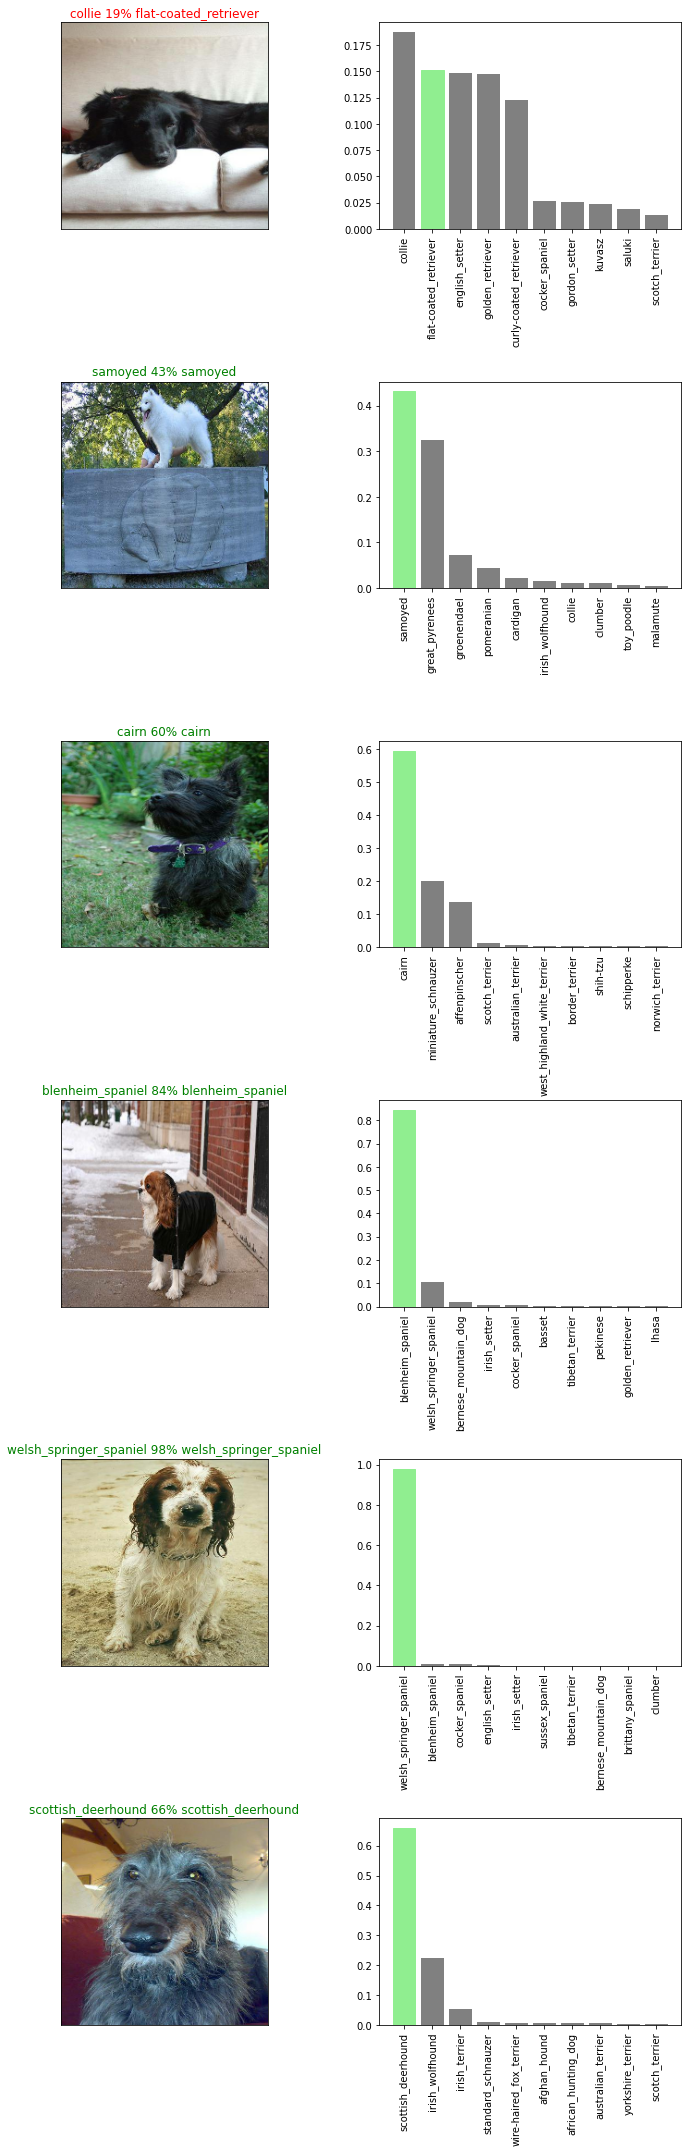 collie 19% flat-coated_retriever
0.175
0.150
0.125
0.100
0.075
0.050
0.025
0.000
collie
flat-coated_retriever
english_setter
golden_retriever
curly-coated_retriever
cocker_spaniel
gordon_setter
kuvasz
saluki
scotch_terrier
samoyed 43% samoyed
0.4
0.3
0.2
0.1
0.0
samoyed
great_pyrenees
groenendael
pomeranian
cardigan
irish_wolfhound
collie
clumber
toy_poodle
malamute
cairn 60% cairn
0.6
0.5
0.4
0.3
0.2
0.1
0.0
cairn
miniature_schnauzer
affenpinscher
scotch_terrier
australian_terrier
west_highland_white_terrier
border_terrier
shih-tzu
schipperke
norwich_terrier
blenheim_spaniel 84% blenheim_spaniel
0.8
0.7
0.6
0.5
0.4
0.3
0.2
0.1
0.0
blenheim_spaniel
welsh_springer_spaniel
bernese_mountain_dog
irish_setter
cocker_spaniel
basset
tibetan_terrier
pekinese
golden_retriever
lhasa
welsh_springer_spaniel 98% welsh_springer_spaniel
1.0
0.8
0.6
0.4
0.2
0.0
welsh_springer_spaniel
blenheim_spaniel
cocker_spaniel
english_setter
irish_setter
sussex_spaniel
tibetan_terrier
bernese_mountain_dog
brittany_spaniel
clumber
scottish_deerhound 66% scottish_deerhound
0.6
0.5
0.4
0.3
0.2
0.1
0.0
scottish_deerhound
irish_wolfhound
irish_terrier
standard_schnauzer
wire-haired_fox_terrier
afghan_hound
african_hunting_dog
australian_terrier
yorkshire_terrier
scotch_terrier